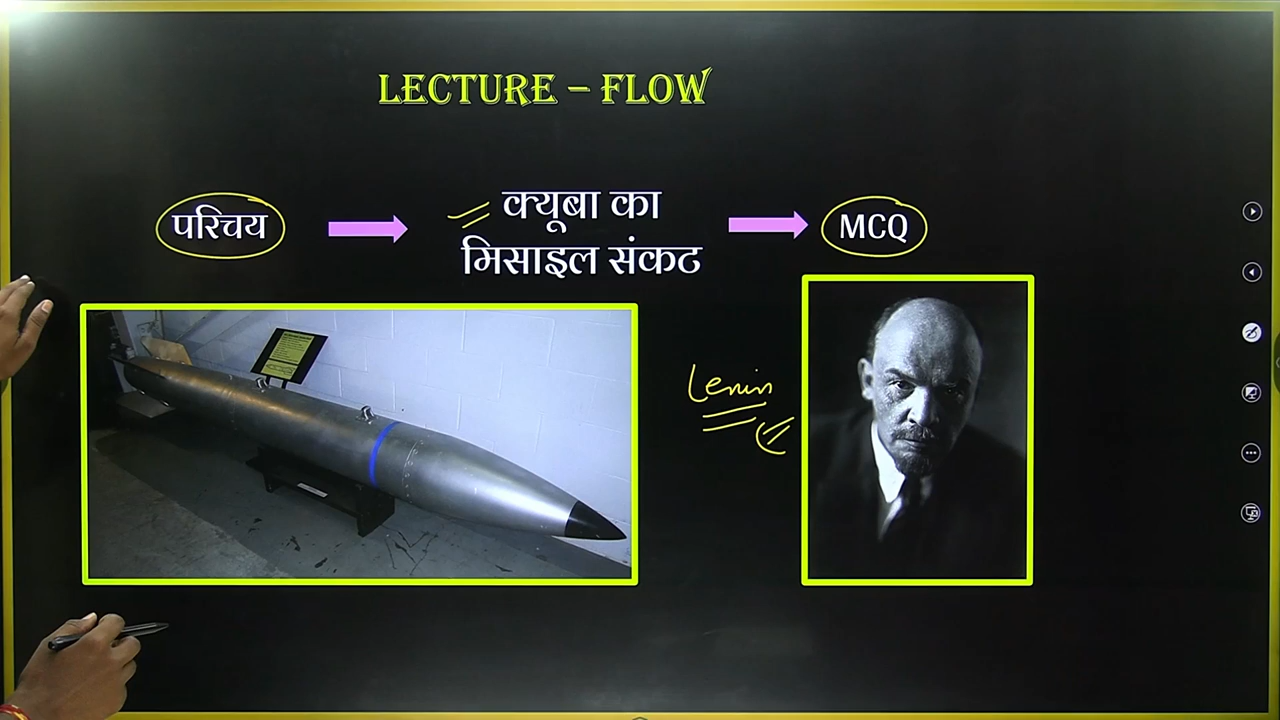 LECTURE – FLOW
परिचय
क्यूबा का
मिसाइल संकट
MCQ
Lenin